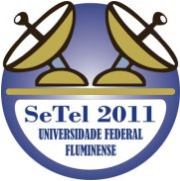 SeTel 2011
UNIVERSIDADE FEDERAL
FLUMINENSE